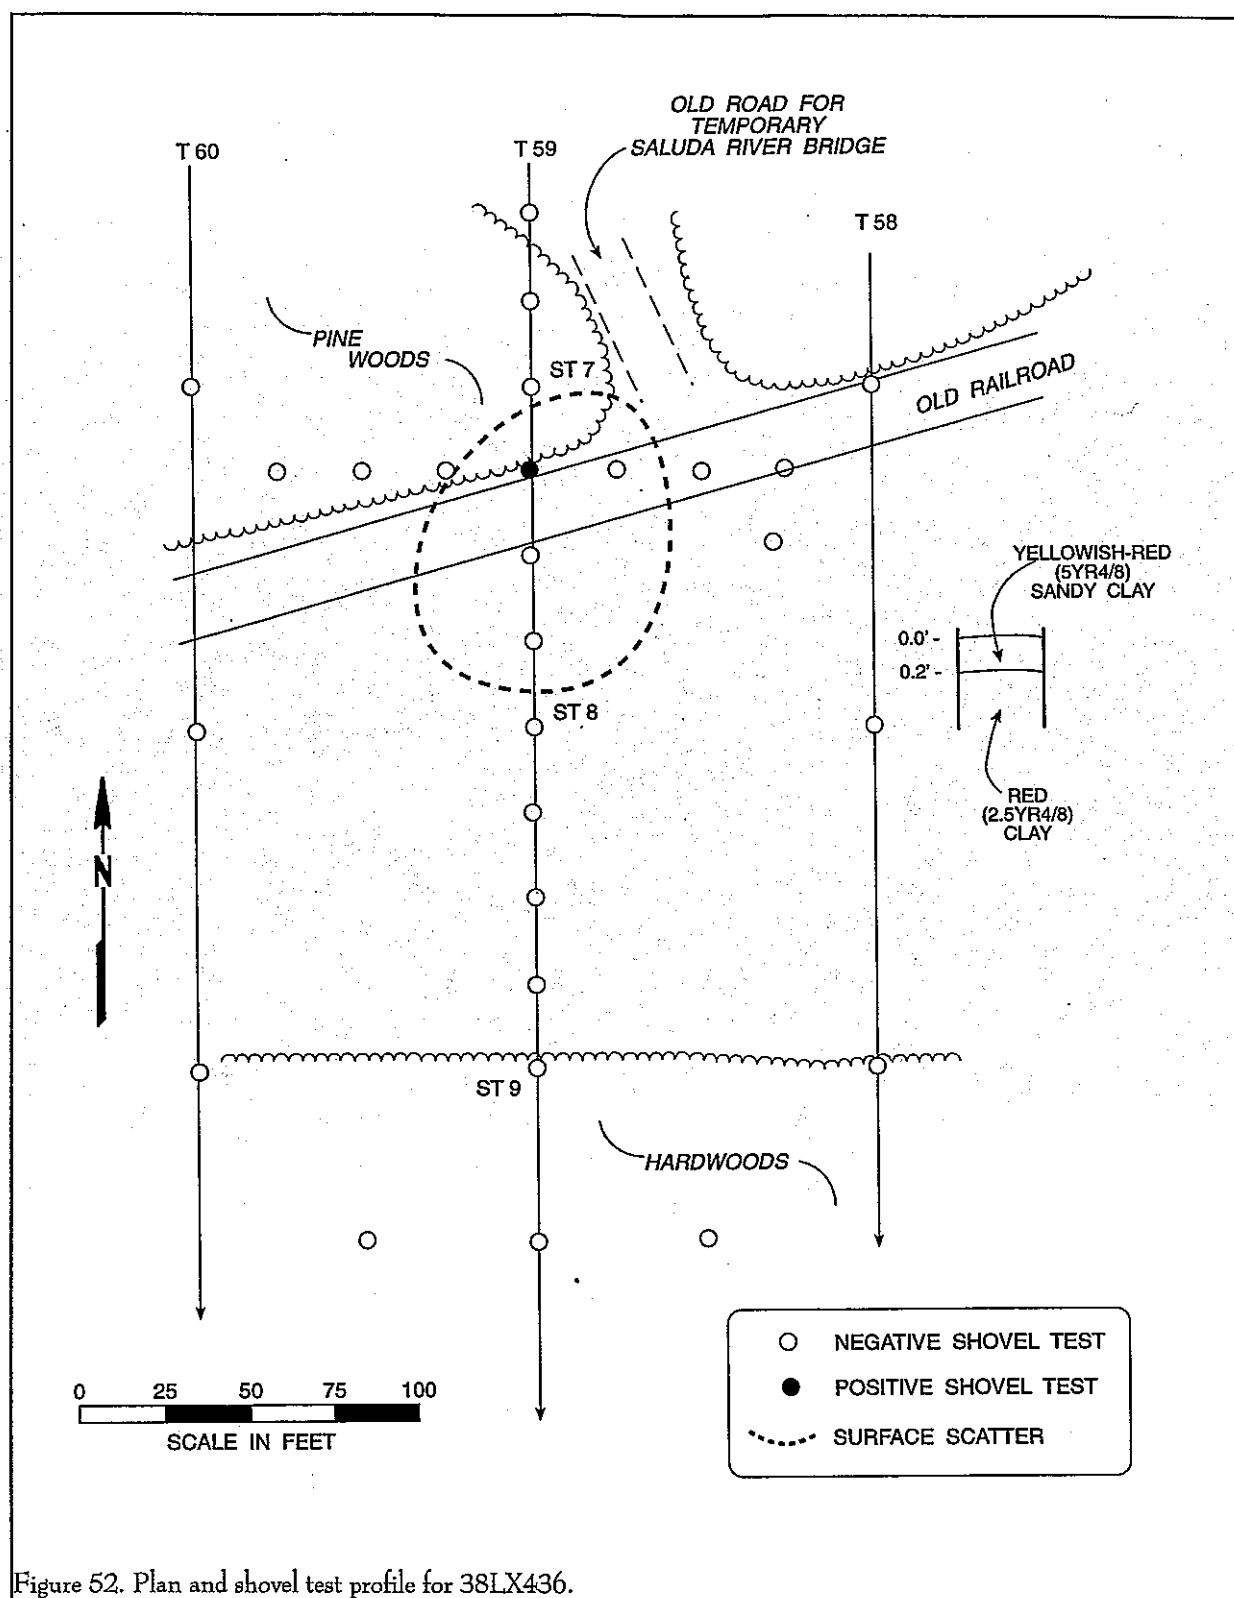 OLD ROAD FOR
TEMPORARY
SALUDA RIVER BRIDGE
T 60
T 59
T 58
PINE
WOODS
ST 7
OLD RAILROAD
YELLOWISH-RED
(5YR4/8)
SANDY CLAY
0.0' -
0.2' -
ST 8
RED
(2.5YR4/8)
CLAY
N
ST 9
HARDWOODS
NEGATIVE SHOVEL TEST
POSITIVE SHOVEL TEST
SURFACE SCATTER
0 25 50 75 100
SCALE IN FEET
Figure 52. Plan and shovel test profile for 38LX436.